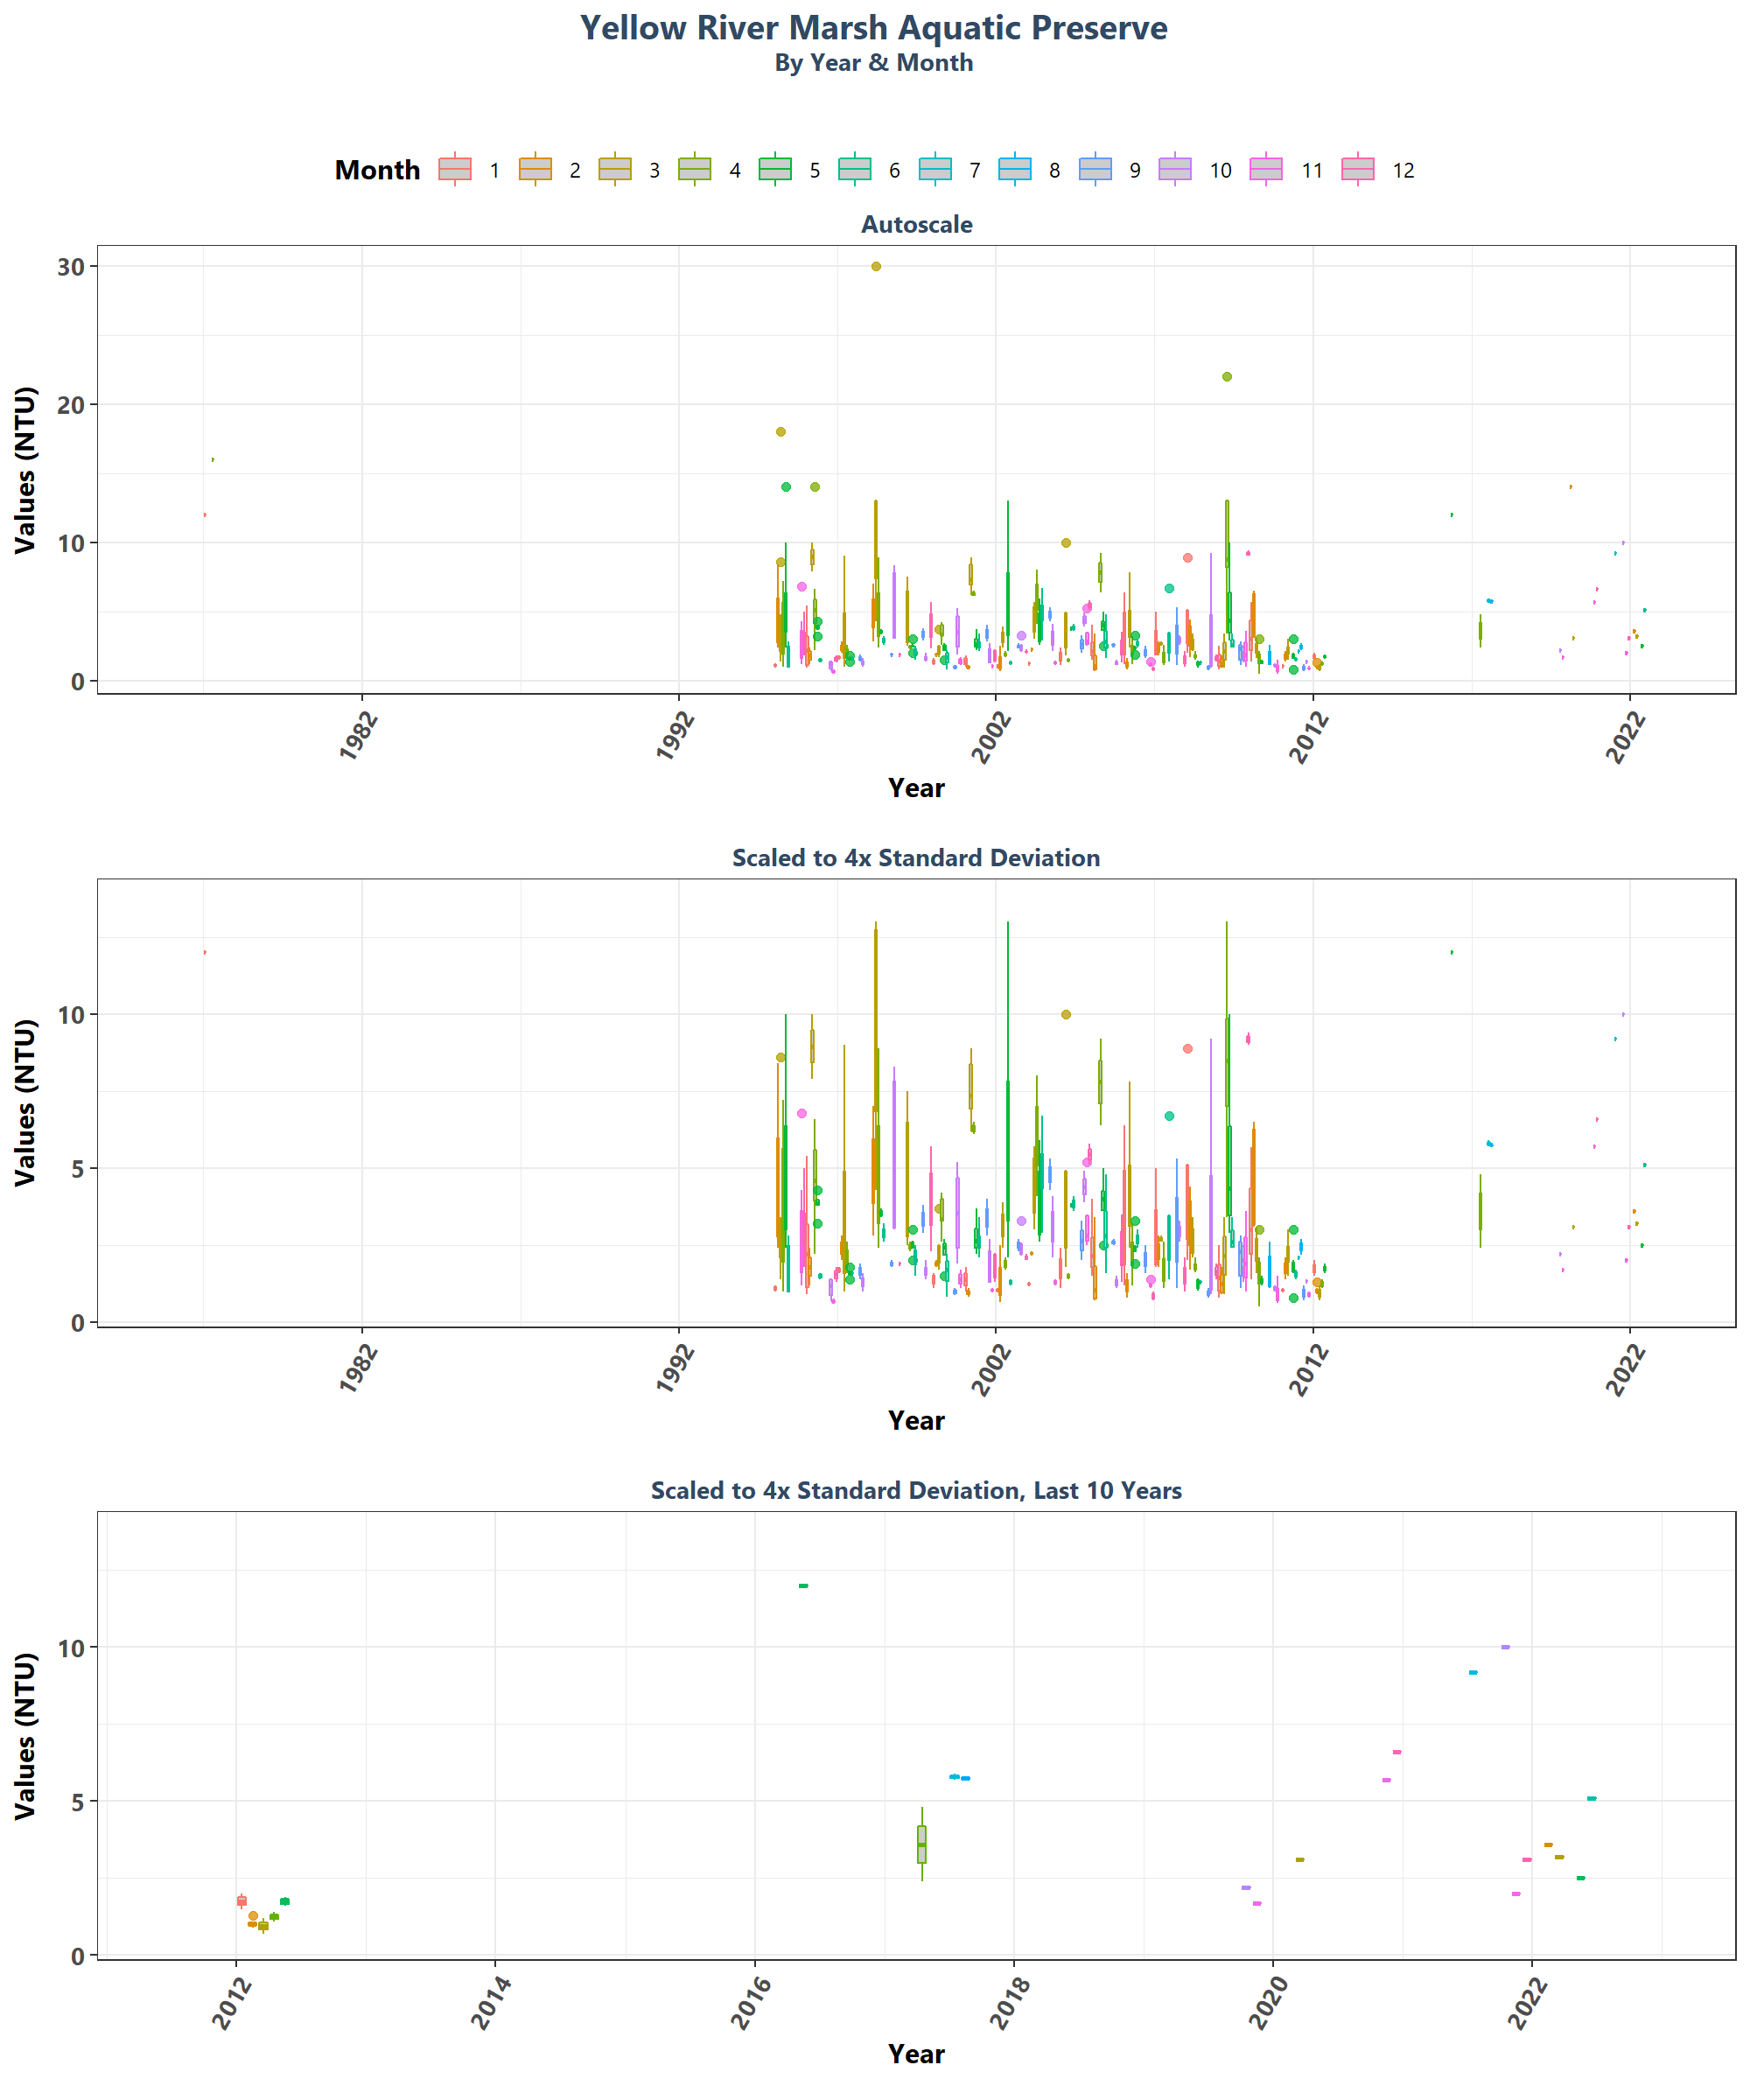 Yellow River Marsh Aquatic Preserve
By Year & Month
Month 1 2 3 4 5 6 7 8 9 10 11 12
Autoscale
Values (NTU)
30
20
10
0
1982 1992 2002 2012 2022
Year
Scaled to 4x Standard Deviation
Values (NTU)
10
5
0
1982 1992 2002 2012 2022
Year
Scaled to 4x Standard Deviation, Last 10 Years
Values (NTU)
10
5
0
2012 2014 2016 2018 2020 2022
Year